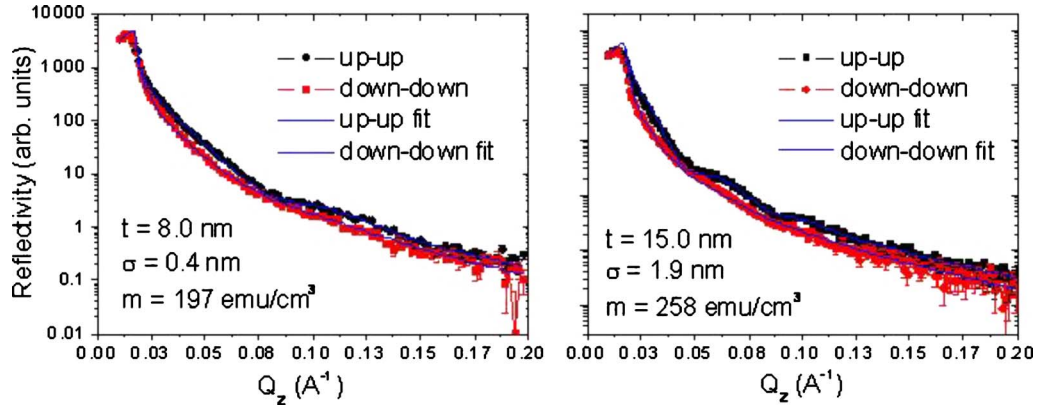 Reflectivity (arb. units)
10000
1000
100
10
1
0.1
0.01
up-up
down-down
up-up fit
down-down fit
t = 8.0 nm
σ = 0.4 nm
m = 197 emu/cm³
0.00 0.03 0.05 0.08 0.10 0.13 0.15 0.17 0.20
Qz (A⁻¹)
up-up
down-down
up-up fit
down-down fit
t = 15.0 nm
σ = 1.9 nm
m = 258 emu/cm³
0.00 0.03 0.05 0.08 0.10 0.13 0.15 0.17 0.20
Qz (A⁻¹)